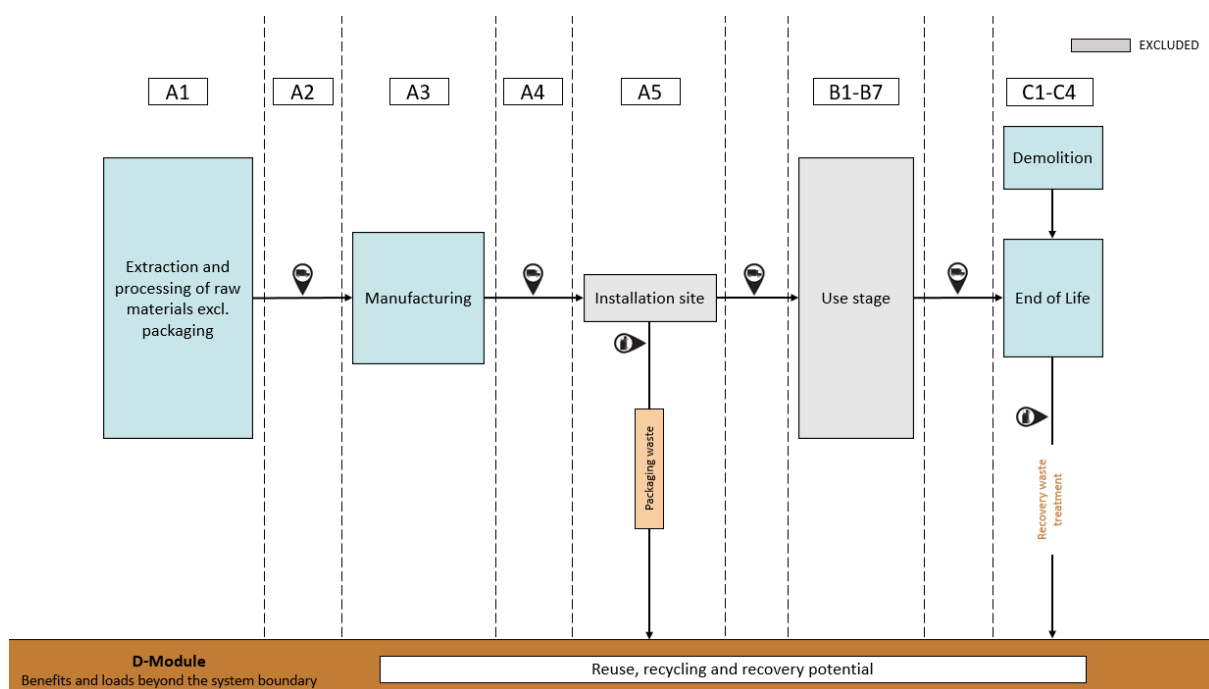 EXCLUDED
A1
A2
A3
A4
A5
B1-B7
C1-C4
Demolition
Extraction and
processing of raw
materials excl.
packaging
Manufacturing
Installation site
Use stage
End of Life
Packaging waste
Recovery waste
treatment
D-Module
Benefits and loads beyond the system boundary
Reuse, recycling and recovery potential